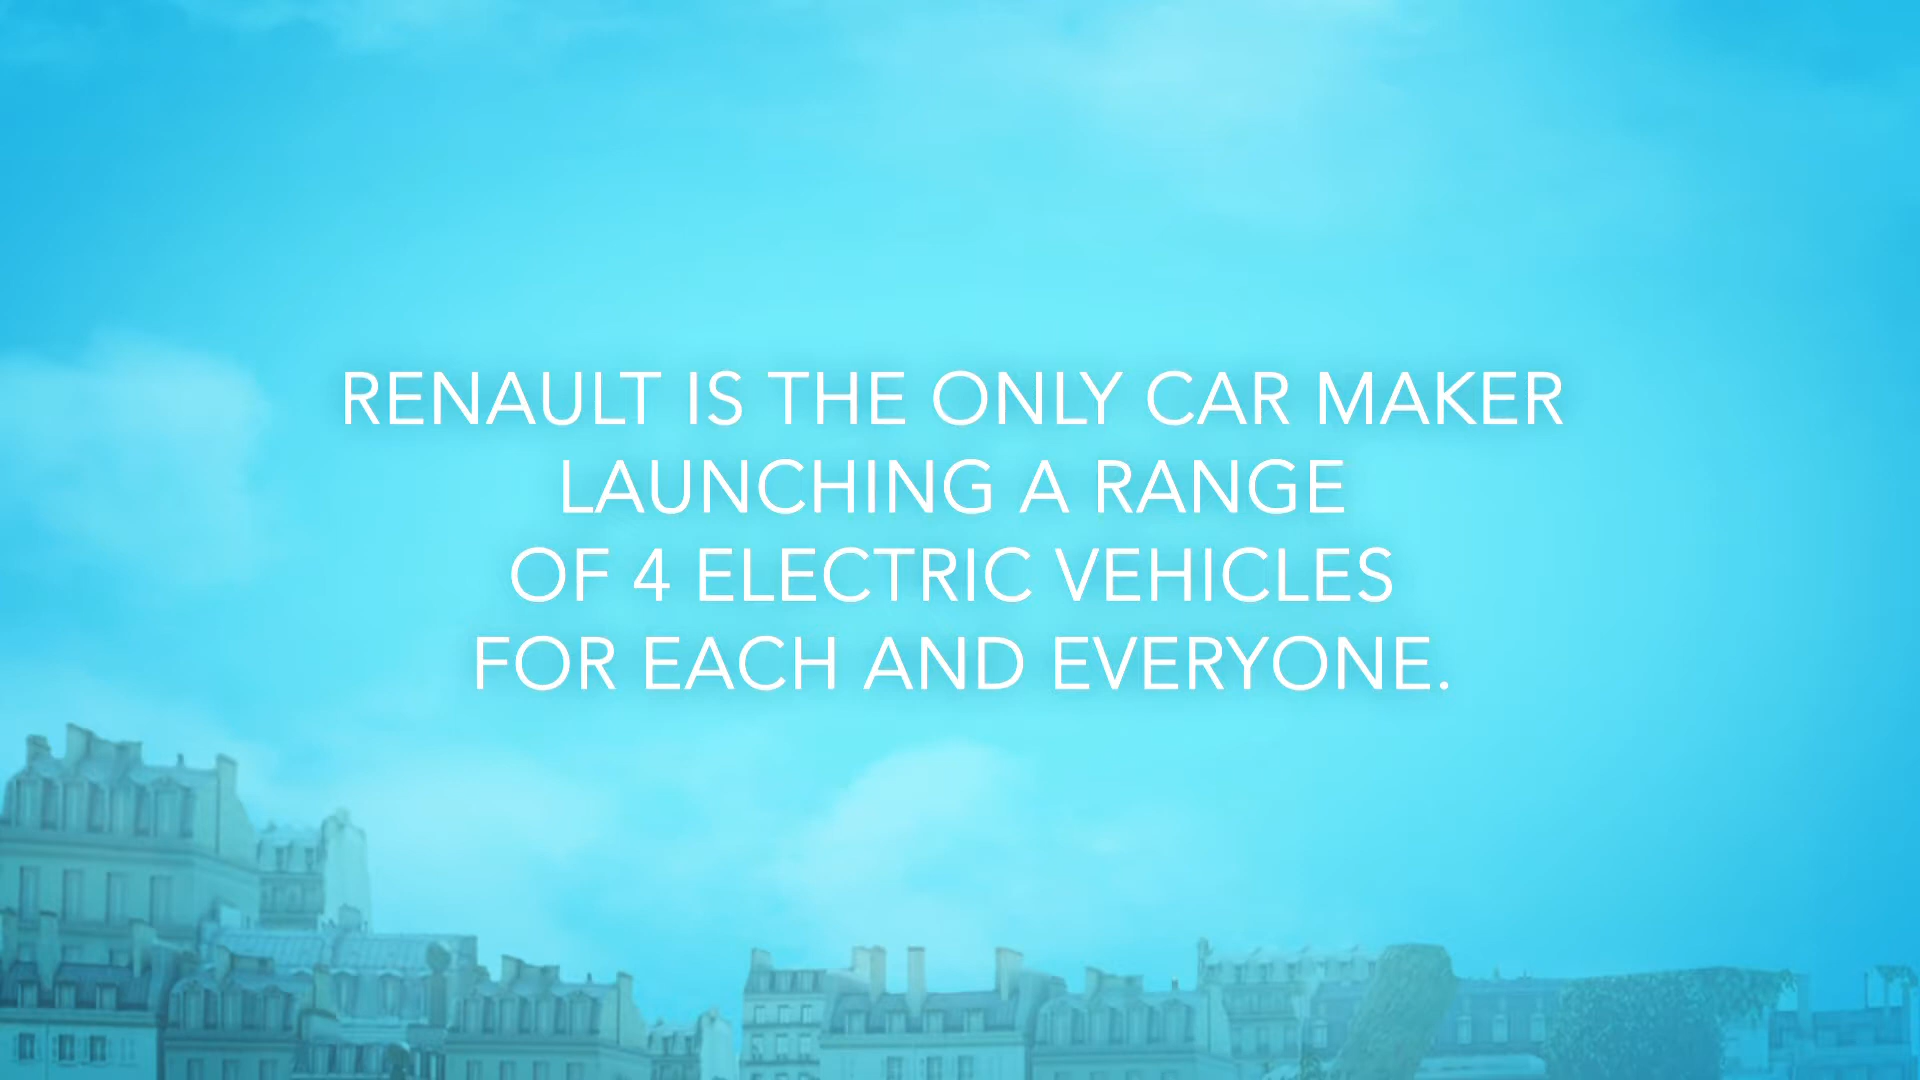 RENAULT IS THE ONLY CAR MAKER
LAUNCHING A RANGE
OF 4 ELECTRIC VEHICLES
FOR EACH AND EVERYONE.